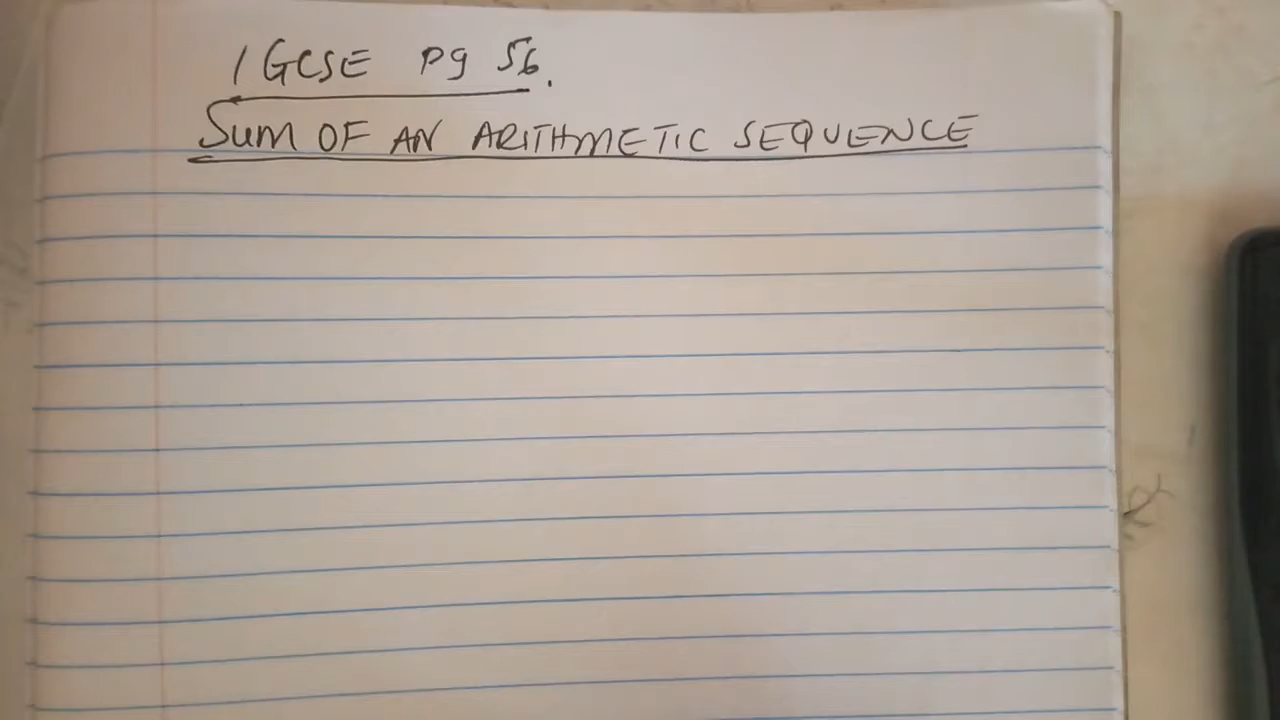 IGCSE pg 56.
SUM OF AN ARITHMETIC SEQUENCE